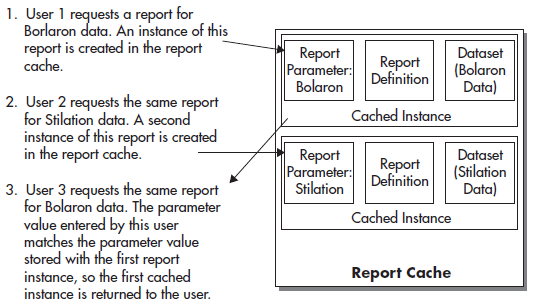 1. User 1 requests a report for
Borlaron data. An instance of this
report is created in the report
cache.
2. User 2 requests the same report
for Stilation data. A second
instance of this report is created
in the report cache.
3. User 3 requests the same report
for Bolaron data. The parameter
value entered by this user
matches the parameter value
stored with the first report
instance, so the first cached
instance is returned to the user.
Report
Parameter:
Bolaron
Report
Definition
Dataset
(Bolaron
Data)
Cached Instance
Report
Parameter:
Stilation
Report
Definition
Dataset
(Stilation
Data)
Cached Instance
Report Cache